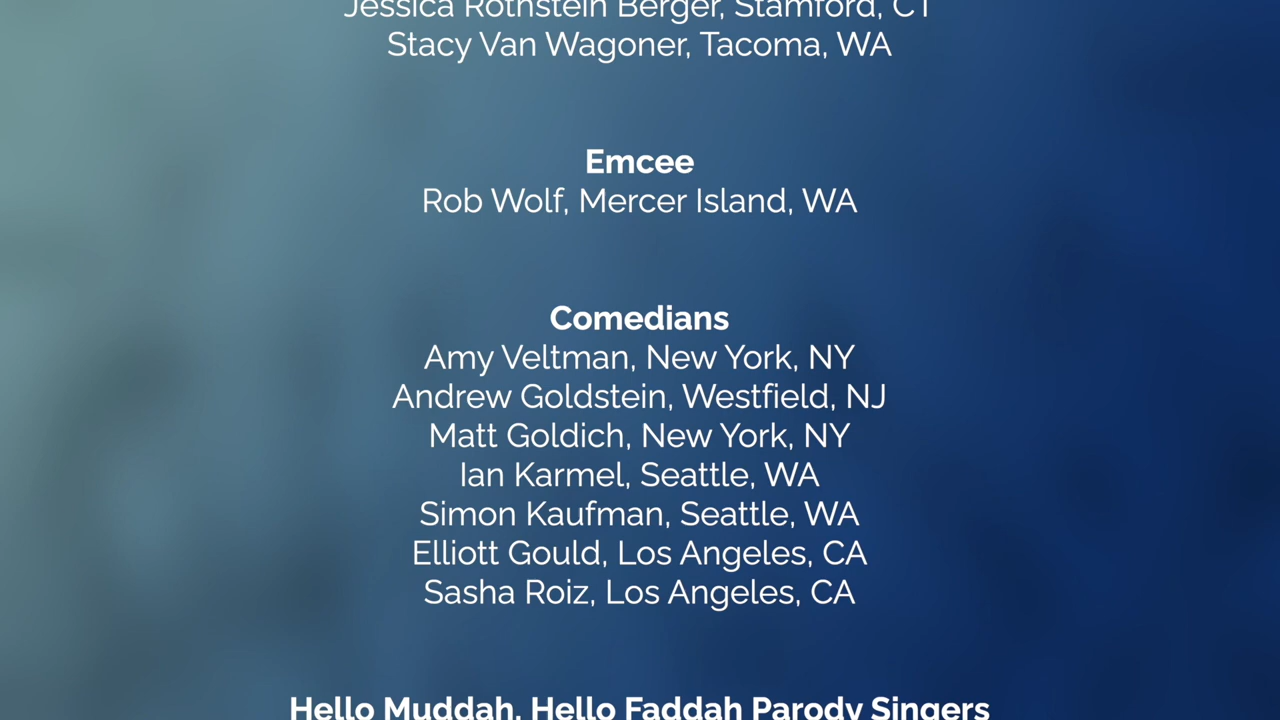 Jessica Rothstein Berger, Stamford, CT
Stacy Van Wagoner, Tacoma, WA
Emcee
Rob Wolf, Mercer Island, WA
Comedians
Amy Veltman, New York, NY
Andrew Goldstein, Westfield, NJ
Matt Goldich, New York, NY
Ian Karmel, Seattle, WA
Simon Kaufman, Seattle, WA
Elliott Gould, Los Angeles, CA
Sasha Roiz, Los Angeles, CA
Hello Muddah, Hello Faddah Parody Singers